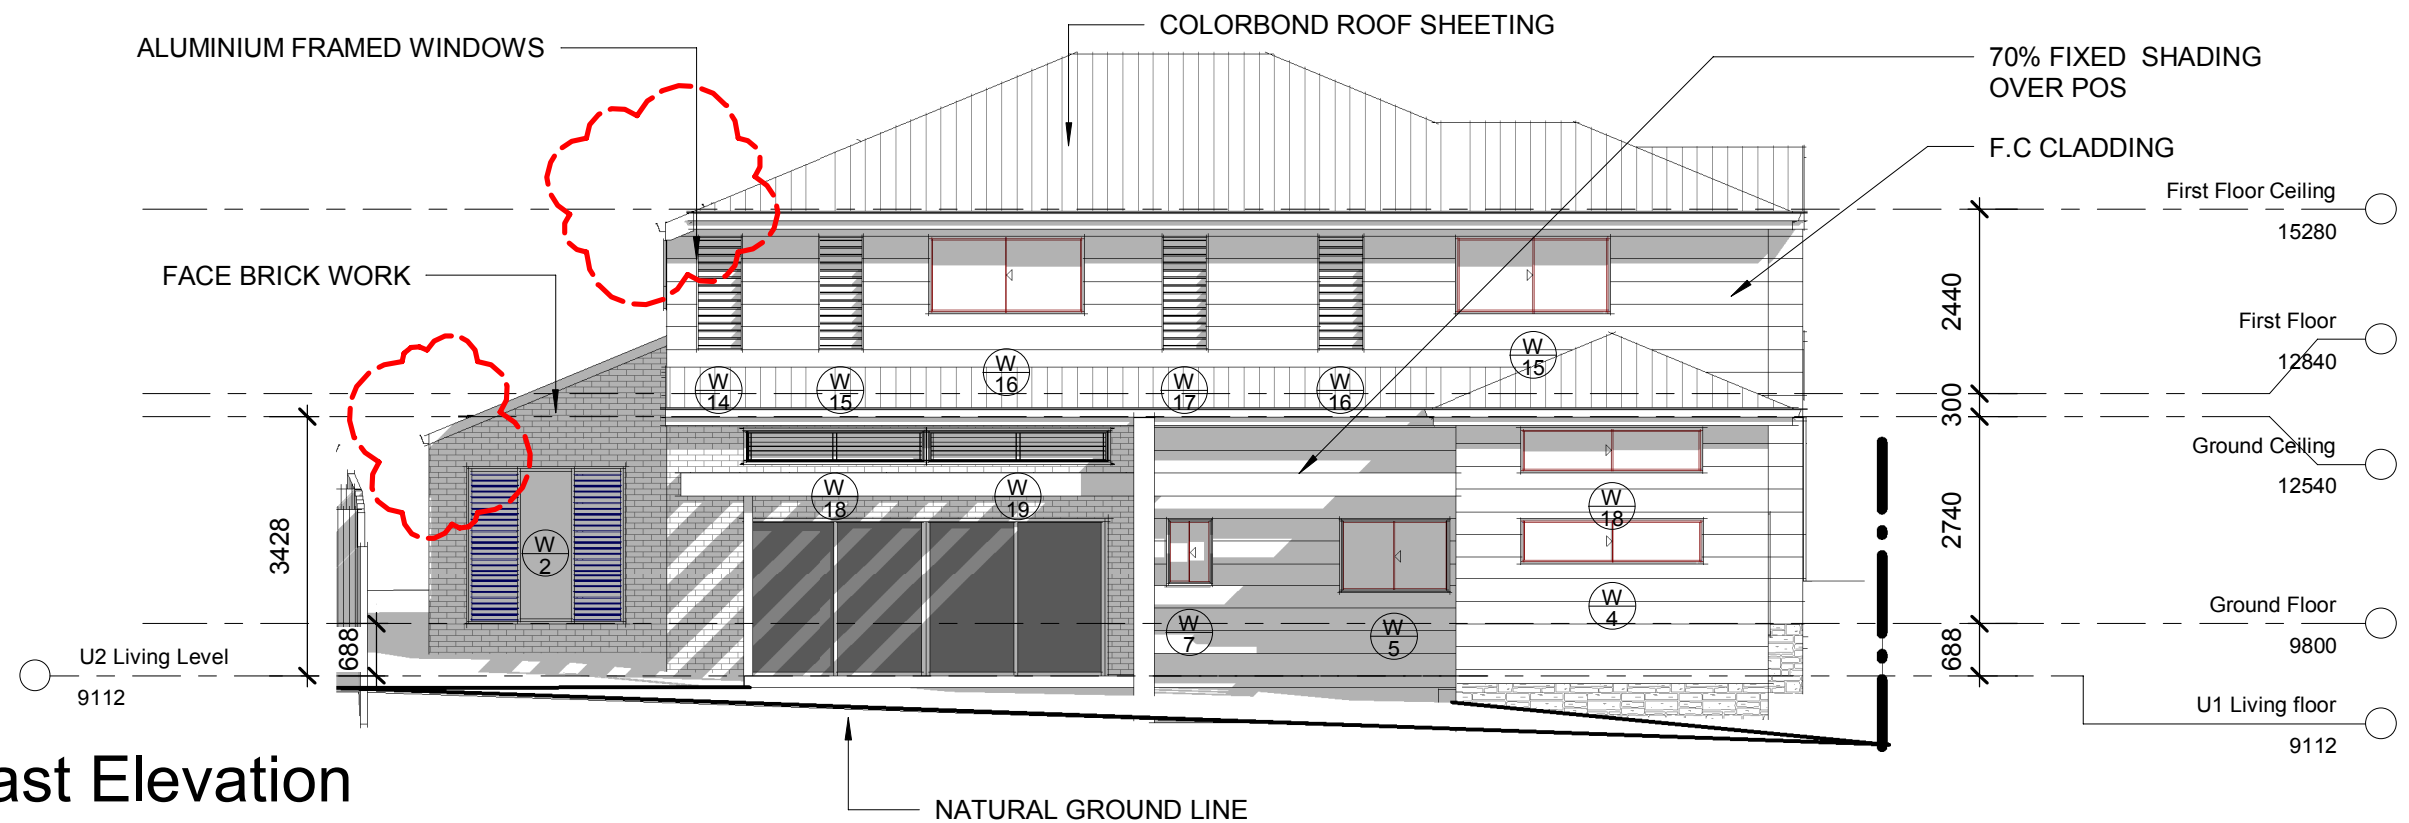 COLORBOND ROOF SHEETING
ALUMINIUM FRAMED WINDOWS
70% FIXED SHADING
OVER POS
F.C CLADDING
First Floor Ceiling
15280
FACE BRICK WORK
2440
First Floor
12840
W
15
W
16
W
14
W
15
W
17
W
16
300
Ground Ceiling
12540
W
18
W
19
W
18
2740
3428
W
2
W
4
Ground Floor
9800
W
7
W
5
688
688
U2 Living Level
9112
U1 Living floor
9112
ast Elevation
NATURAL GROUND LINE